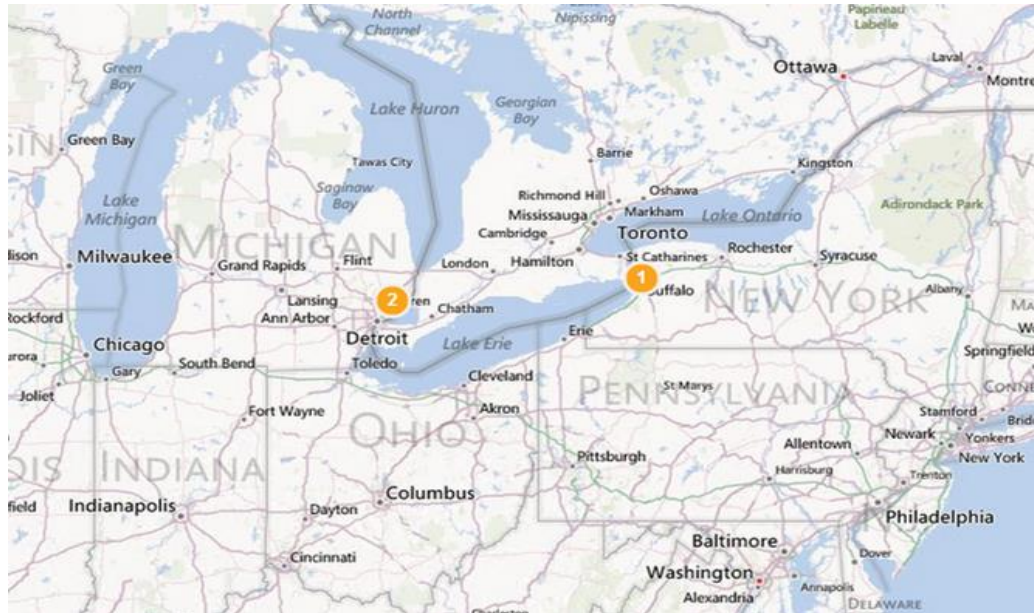 North
Channel
Nipissing
Papineau
Labelle
Ottawa
Laval
Green
Bay
Lake Huron
Georgian
Bay
Green Bay
Tawas City
Barrie
Kingston
Lake
Michigan
Saginaw
Bay
Richmond Hill
Oshawa
Mississauga
Markham
Lake Ontario
Adirondack Park
MICHIGAN
Cambridge
Toronto
Milwaukee
Flint
London
Hamilton
St Catharines
Rochester
Syracuse
Grand Rapids
1
NEW YORK
Albany
Lansing
2
Chatham
Rockford
Ann Arbor
Detroit
Lake Erie
Erie
Chicago
South Bend
Toledo
Springfield
Gary
Cleveland
St Marys
PENNSYLVANIA
Joliet
Fort Wayne
Akron
Stamford
OHIO
Allentown
Newark
Yonkers
INDIANA
Pittsburgh
New York
Harrisburg
Trenton
Indianapolis
Columbus
Dayton
Philadelphia
Baltimore
Cincinnati
Dover
Washington
Annapolis
Alexandria
DELAWARE